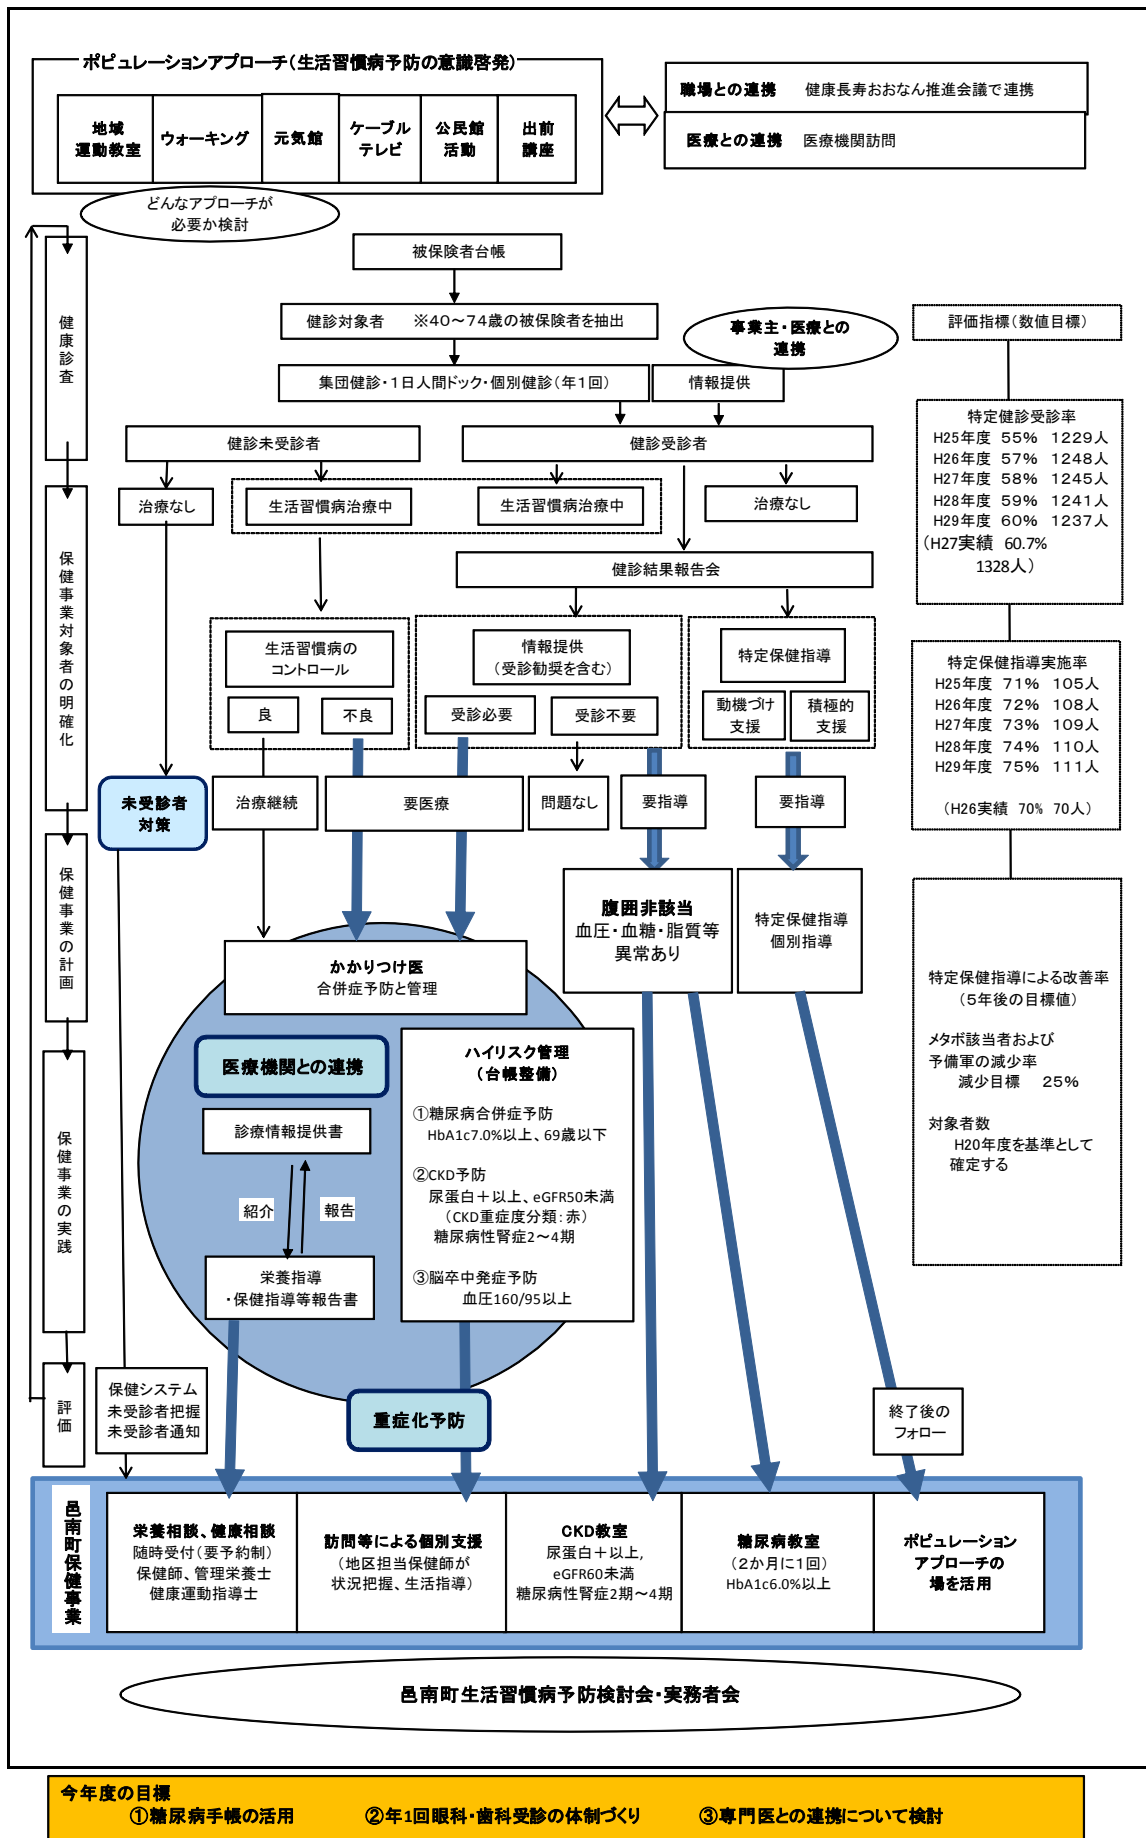 ポピュレーションアプローチ(生活習慣病予防の意識啓発)
地域
運動教室
ウォーキング
元気館
ケーブル
テレビ
公民館
活動
出前
講座
職場との連携　健康長寿おおなん推進会議で連携
医療との連携　医療機関訪問
どんなアプローチが
必要か検討
被保険者台帳
健診対象者　※40～74歳の被保険者を抽出
事業主・医療との
連携
集団健診・1日人間ドック・個別健診(年1回)
情報提供
健診未受診者
健診受診者
治療なし
生活習慣病治療中
生活習慣病治療中
治療なし
健診結果報告会
生活習慣病の
コントロール
良
不良
情報提供
(受診勧奨を含む)
受診必要
受診不要
特定保健指導
動機づけ
支援
積極的
支援
未受診者
対策
治療継続
要医療
問題なし
要指導
要指導
腹囲非該当
血圧・血糖・脂質等
異常あり
特定保健指導
個別指導
かかりつけ医
合併症予防と管理
医療機関との連携
診療情報提供書
紹介
報告
栄養指導
・保健指導等報告書
ハイリスク管理
(台帳整備)
①糖尿病合併症予防
HbA1c7.0%以上、69歳以下
②CKD予防
尿蛋白+以上、eGFR50未満
(CKD重症度分類:赤)
糖尿病性腎症2～4期
③脳卒中発症予防
血圧160/95以上
重症化予防
健康診査
保健事業対象者の明確化
保健事業の計画
保健事業の実践
評価
保健システム
未受診者把握
未受診者通知
終了後の
フォロー
評価指標(数値目標)
特定健診受診率
H25年度 55% 1229人
H26年度 57% 1248人
H27年度 58% 1245人
H28年度 59% 1241人
H29年度 60% 1237人
(H27実績 60.7%
1328人)
特定保健指導実施率
H25年度 71% 105人
H26年度 72% 108人
H27年度 73% 109人
H28年度 74% 110人
H29年度 75% 111人
(H26実績 70% 70人)
特定保健指導による改善率
(5年後の目標値)
メタボ該当者および
予備軍の減少率
減少目標　25%
対象者数
H20年度を基準として
確定する
邑南町保健事業
栄養相談、健康相談
随時受付(要予約制)
保健師、管理栄養士
健康運動指導士
訪問等による個別支援
(地区担当保健師が
状況把握、生活指導)
CKD教室
尿蛋白+以上,
eGFR60未満
糖尿病性腎症2期～4期
糖尿病教室
(2か月に1回)
HbA1c6.0%以上
ポピュレーション
アプローチの
場を活用
邑南町生活習慣病予防検討会・実務者会
今年度の目標
①糖尿病手帳の活用　②年1回眼科・歯科受診の体制づくり　③専門医との連携について検討